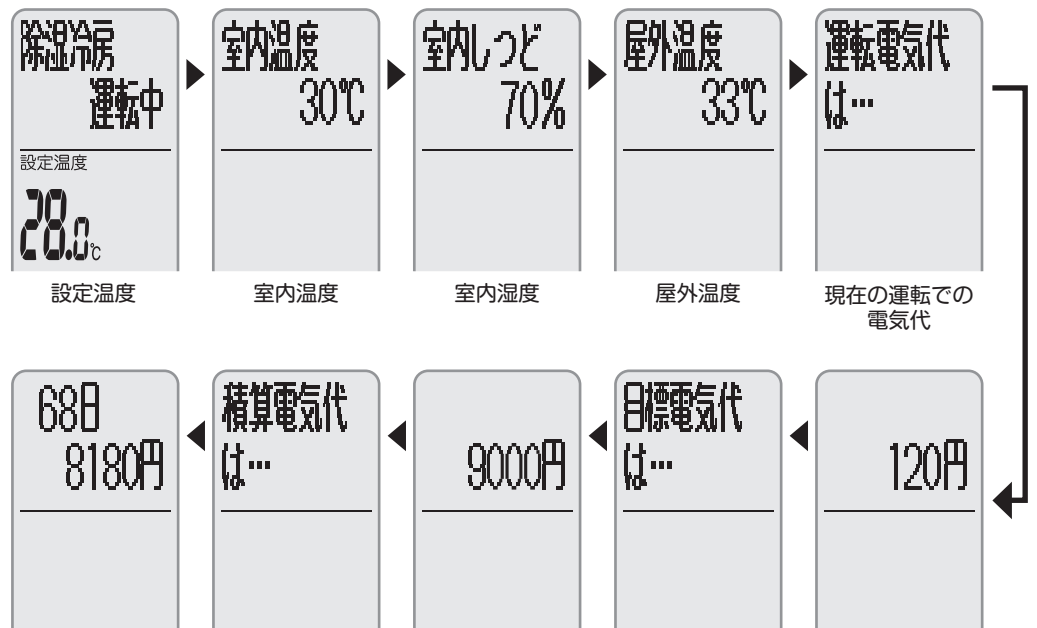 除湿冷房
運転中
設定温度
28.0℃
設定温度
室内温度
30℃
室内温度
室内しつど
70%
室内湿度
屋外温度
33℃
屋外温度
運転電気代
は…
現在の運転での
電気代
120円
目標電気代
は…
9000円
積算電気代
は…
68日
8180円